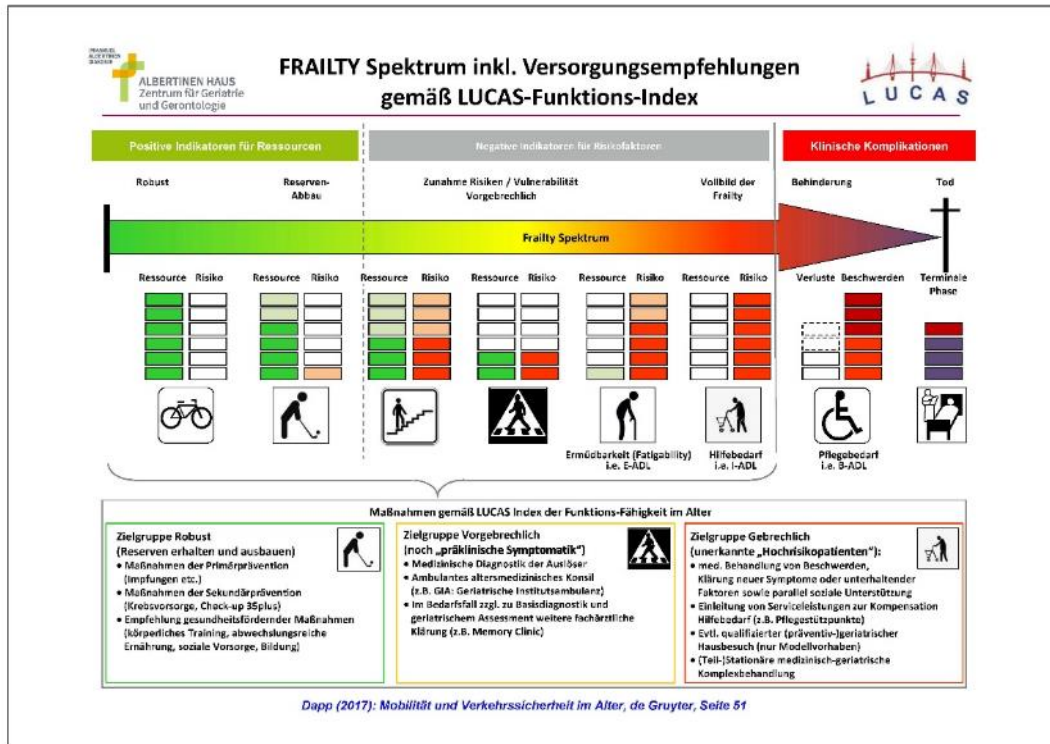 IMMANUEL
ALBERTINEN
DIAKONIE
ALBERTINEN HAUS
Zentrum für Geriatrie
und Gerontologie
FRAILTY Spektrum inkl. Versorgungsempfehlungen
gemäß LUCAS-Funktions-Index
LUCAS
Positive Indikatoren für Ressourcen
Negative Indikatoren für Risikofaktoren
Klinische Komplikationen
Robust
Reserven-
Abbau
Zunahme Risiken / Vulnerabilität
Vorgebrechlich
Vollbild der
Frailty
Behinderung
Tod
Frailty Spektrum
Ressource Risiko
Ressource Risiko
Ressource Risiko
Ressource Risiko
Ressource Risiko
Ressource Risiko
Verluste Beschwerden
Terminale
Phase
Ermüdbarkeit (Fatigability)
i.e. E-ADL
Hilfebedarf
i.e. I-ADL
Pflegebedarf
i.e. B-ADL
Maßnahmen gemäß LUCAS Index der Funktions-Fähigkeit im Alter
Zielgruppe Robust
(Reserven erhalten und ausbauen)
• Maßnahmen der Primärprävention
(Impfungen etc.)
• Maßnahmen der Sekundärprävention
(Krebsvorsorge, Check-up 35plus)
• Empfehlung gesundheitsfördernder Maßnahmen
(körperliches Training, abwechslungsreiche
Ernährung, soziale Vorsorge, Bildung)
Zielgruppe Vorgebrechlich
(noch „präklinische Symptomatik“)
• Medizinische Diagnostik der Auslöser
• Ambulantes altersmedizinisches Konsil
(z.B. GIA: Geriatrische Institutsambulanz)
• Im Bedarfsfall zzgl. zu Basisdiagnostik und
geriatrischem Assessment weitere fachärztliche
Klärung (z.B. Memory Clinic)
Zielgruppe Gebrechlich
(unerkannte „Hochrisikopatienten“):
• med. Behandlung von Beschwerden,
Klärung neuer Symptome oder unterhaltender
Faktoren sowie parallel soziale Unterstützung
• Einleitung von Serviceleistungen zur Kompensation
Hilfebedarf (z.B. Pflegestützpunkte)
• Evtl. qualifizierter (präventiv-)geriatrischer
Hausbesuch (nur Modellvorhaben)
• (Teil-)Stationäre medizinisch-geriatrische
Komplexbehandlung
Dapp (2017): Mobilität und Verkehrssicherheit im Alter, de Gruyter, Seite 51